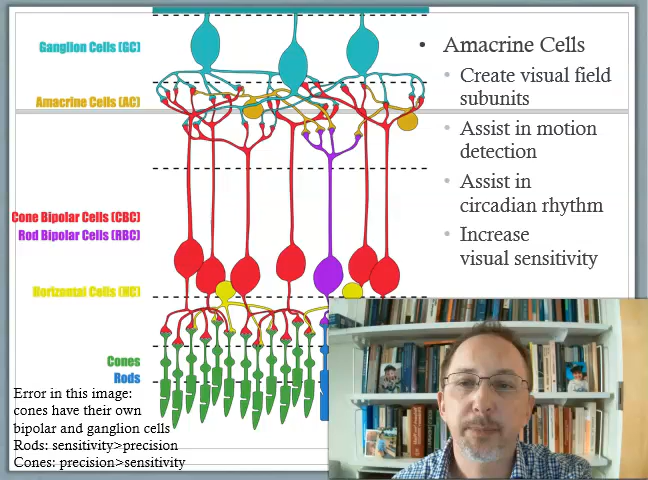 Ganglion Cells (GC)
Amacrine Cells (AC)
Cone Bipolar Cells (CBC)
Rod Bipolar Cells (RBC)
Horizontal Cells (HC)
Cones
Rods
Error in this image:
cones have their own
bipolar and ganglion cells
Rods: sensitivity>precision
Cones: precision>sensitivity
• Amacrine Cells
• Create visual field
subunits
• Assist in motion
detection
• Assist in
circadian rhythm
• Increase
visual sensitivity